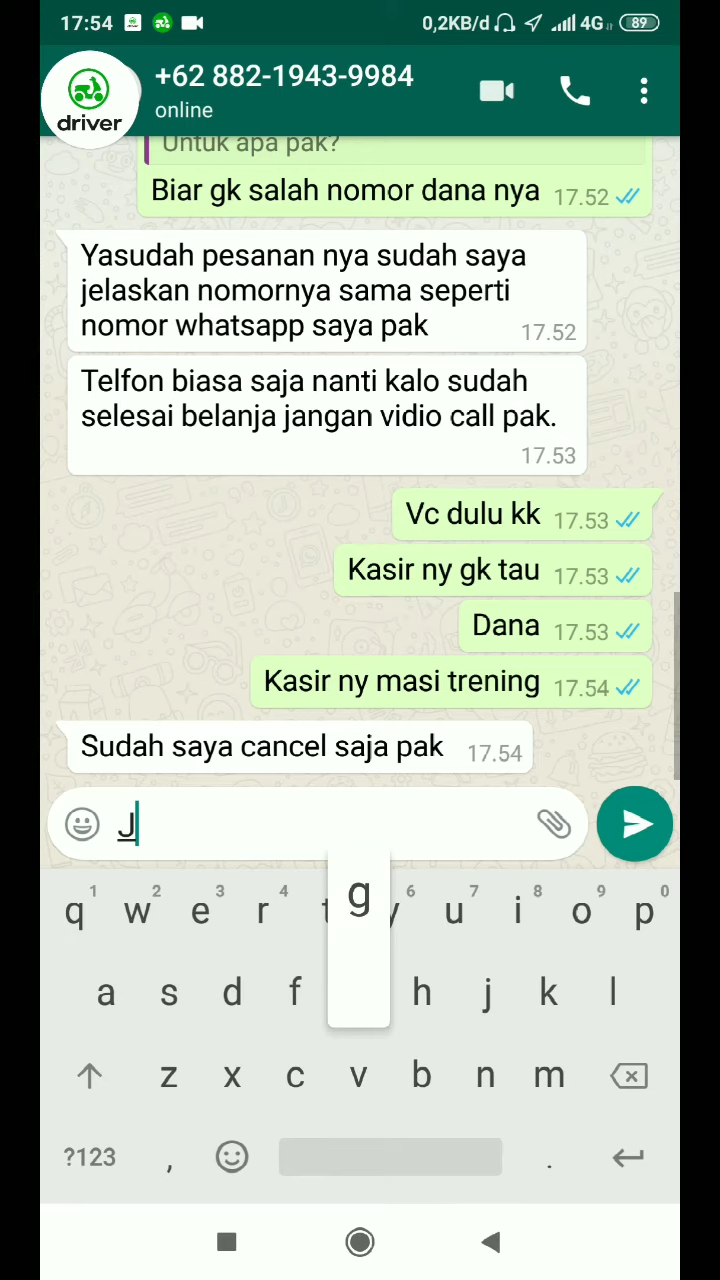 17:54
0,2KB/d 4G 89
+62 882-1943-9984
online
driver
Untuk apa pak?
Biar gk salah nomor dana nya 17.52
Yasudah pesanan nya sudah saya
jelaskan nomornya sama seperti
nomor whatsapp saya pak 17.52
Telfon biasa saja nanti kalo sudah
selesai belanja jangan vidio call pak.
17.53
Vc dulu kk 17.53
Kasir ny gk tau 17.53
Dana 17.53
Kasir ny masi trening 17.54
Sudah saya cancel saja pak 17.54
J
g
1 2 3 4 6 7 8 9 0
q w e r t y u i o p
a s d f h j k l
z x c v b n m
?123 , .